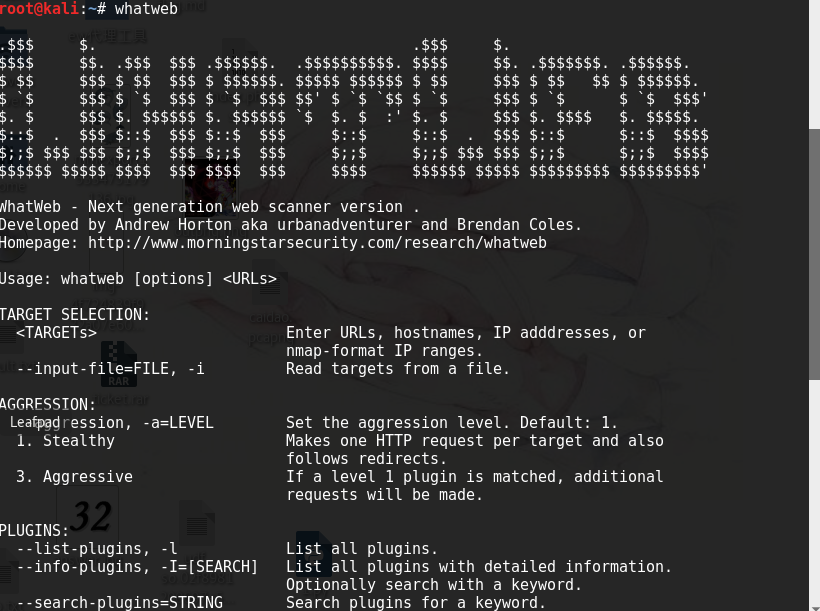 root@kali:~# whatweb
.$$$     $.                                   .$$$     $.
$$$$     $$. .$$$  $$$ .$$$$$$.  .$$$$$$$$$$. $$$$     $$. .$$$$$$$. .$$$$$$.
$ $$     $$$ $ $$  $$$ $ $$$$$$. $$$$$ $$$$$$ $ $$     $$$ $ $$   $$ $ $$$$$$.
$ `$     $$$ $ `$  $$$ $ `$  $$$ $$' $ `$ `$$ $ `$     $$$ $ `$      $ `$  $$$'
$. $     $$$ $. $$$$$$ $. $$$$$$ `$  $. $  :' $. $     $$$ $. $$$$   $. $$$$$.
$::$  .  $$$ $::$  $$$ $::$  $$$     $::$     $::$  .  $$$ $::$      $::$  $$$$
$;;$ $$$ $$$ $;;$  $$$ $;;$  $$$     $;;$     $;;$ $$$ $$$ $;;$      $;;$  $$$$
$$$$$$ $$$$$ $$$$  $$$ $$$$  $$$     $$$$     $$$$$$ $$$$$ $$$$$$$$$ $$$$$$$$$'
WhatWeb - Next generation web scanner version .
Developed by Andrew Horton aka urbanadventurer and Brendan Coles.
Homepage: http://www.morningstarsecurity.com/research/whatweb
Usage: whatweb [options] <URLs>
TARGET SELECTION:
<TARGETs> Enter URLs, hostnames, IP adddresses, or
nmap-format IP ranges.
--input-file=FILE, -i Read targets from a file.
AGGRESSION:
ression, -a=LEVEL Set the aggression level. Default: 1.
1. Stealthy Makes one HTTP request per target and also
follows redirects.
3. Aggressive If a level 1 plugin is matched, additional
requests will be made.
32
PLUGINS:
--list-plugins, -l List all plugins.
--info-plugins, -I=[SEARCH] List all plugins with detailed information.
Optionally search with a keyword.
--search-plugins=STRING Search plugins for a keyword.